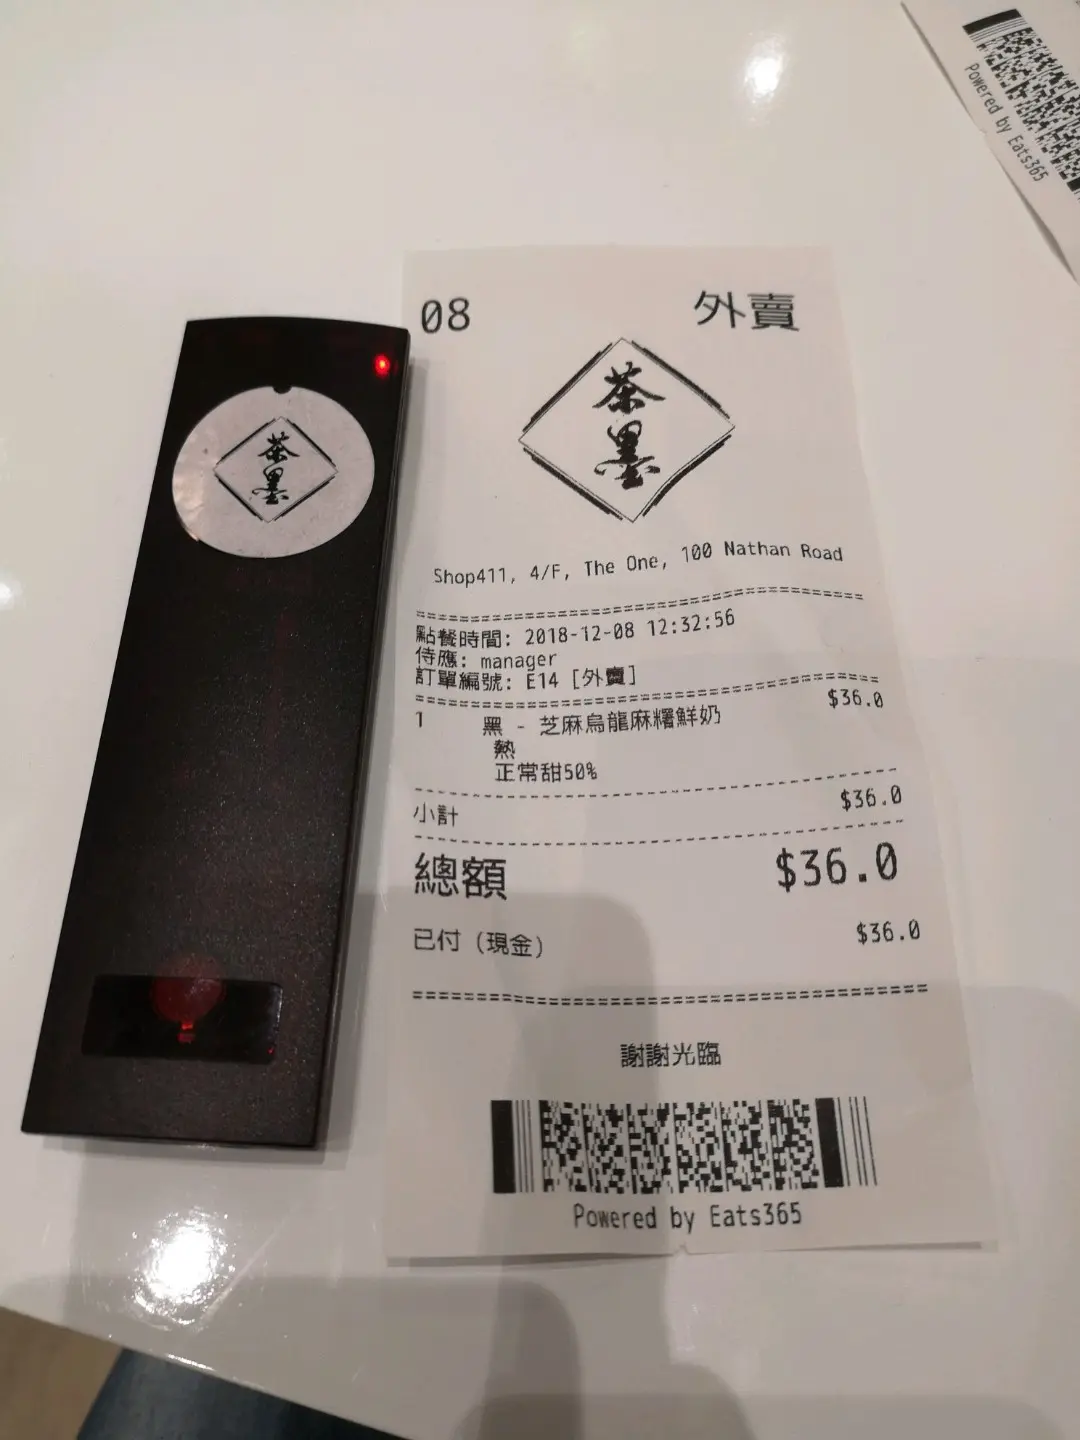 Powered by Eats365
08 外賣
茶墨
茶墨
Shop411, 4/F, The One, 100 Nathan Road
點餐時間: 2018-12-08 12:32:56
侍應: manager
訂單編號: E14 [外賣]
1 黑 - 芝麻烏龍麻糬鮮奶 $36.0
熱
正常甜50%
小計 $36.0
總額 $36.0
已付 (現金) $36.0
謝謝光臨
Powered by Eats365